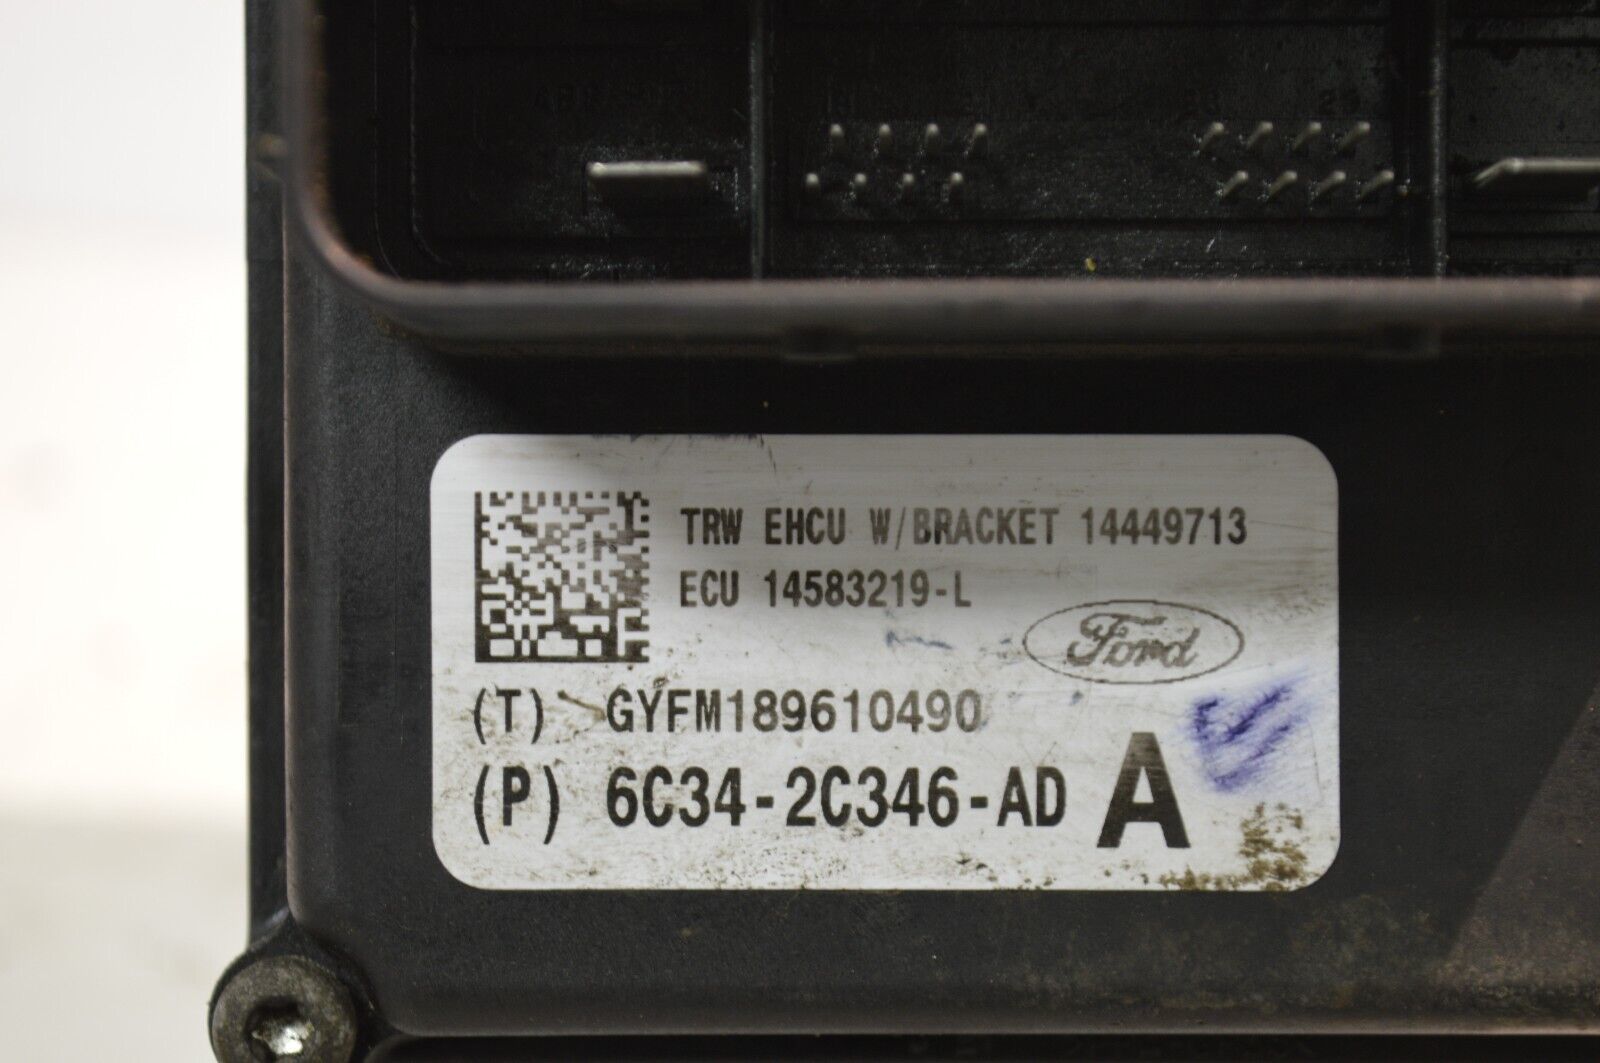 TRW EHCU W/BRACKET 14449713
ECU 14583219-L
Ford
(T) GYFM189610490
(P) 6C34-2C346-AD A